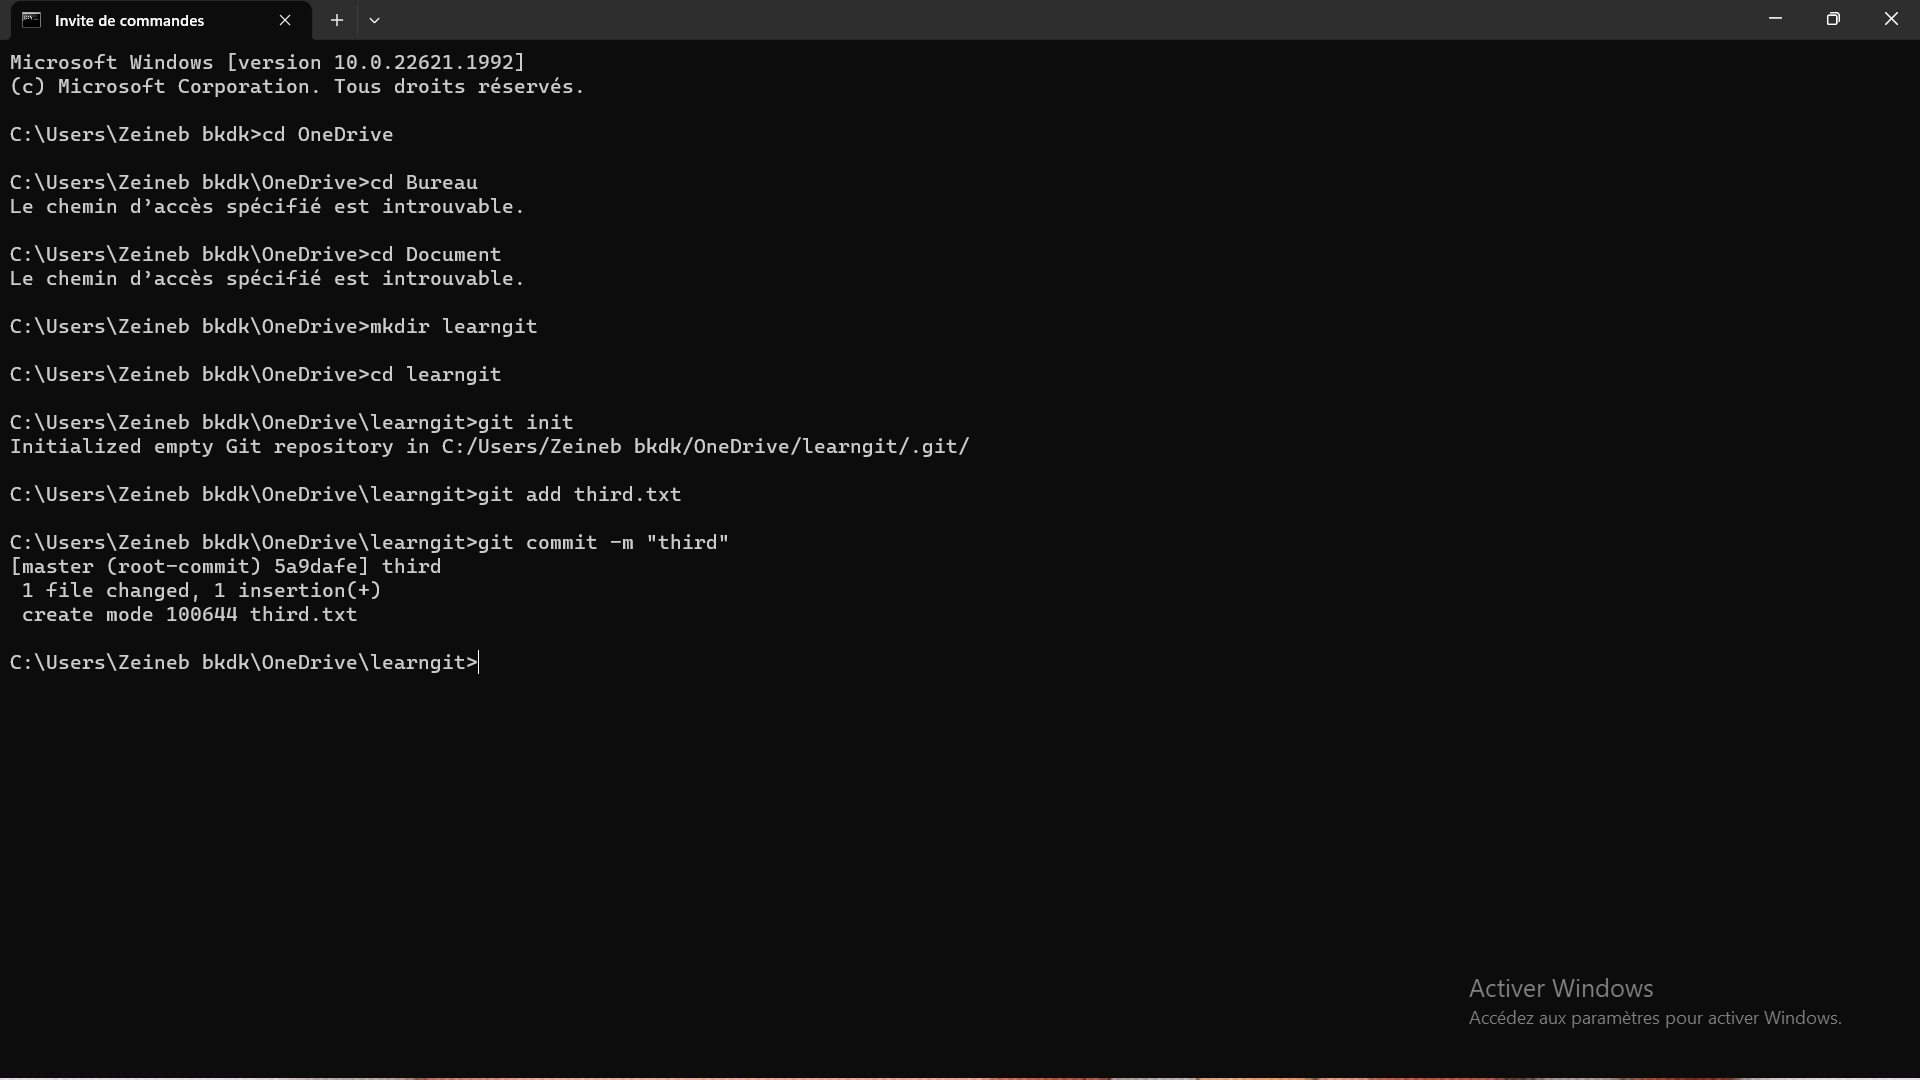 Invite de commandes
Microsoft Windows [version 10.0.22621.1992]
(c) Microsoft Corporation. Tous droits réservés.
C:\Users\Zeineb bkdk>cd OneDrive
C:\Users\Zeineb bkdk\OneDrive>cd Bureau
Le chemin d’accès spécifié est introuvable.
C:\Users\Zeineb bkdk\OneDrive>cd Document
Le chemin d’accès spécifié est introuvable.
C:\Users\Zeineb bkdk\OneDrive>mkdir learngit
C:\Users\Zeineb bkdk\OneDrive>cd learngit
C:\Users\Zeineb bkdk\OneDrive\learngit>git init
Initialized empty Git repository in C:/Users/Zeineb bkdk/OneDrive/learngit/.git/
C:\Users\Zeineb bkdk\OneDrive\learngit>git add third.txt
C:\Users\Zeineb bkdk\OneDrive\learngit>git commit -m "third"
[master (root-commit) 5a9dafe] third
 1 file changed, 1 insertion(+)
 create mode 100644 third.txt
C:\Users\Zeineb bkdk\OneDrive\learngit>
Activer Windows
Accédez aux paramètres pour activer Windows.